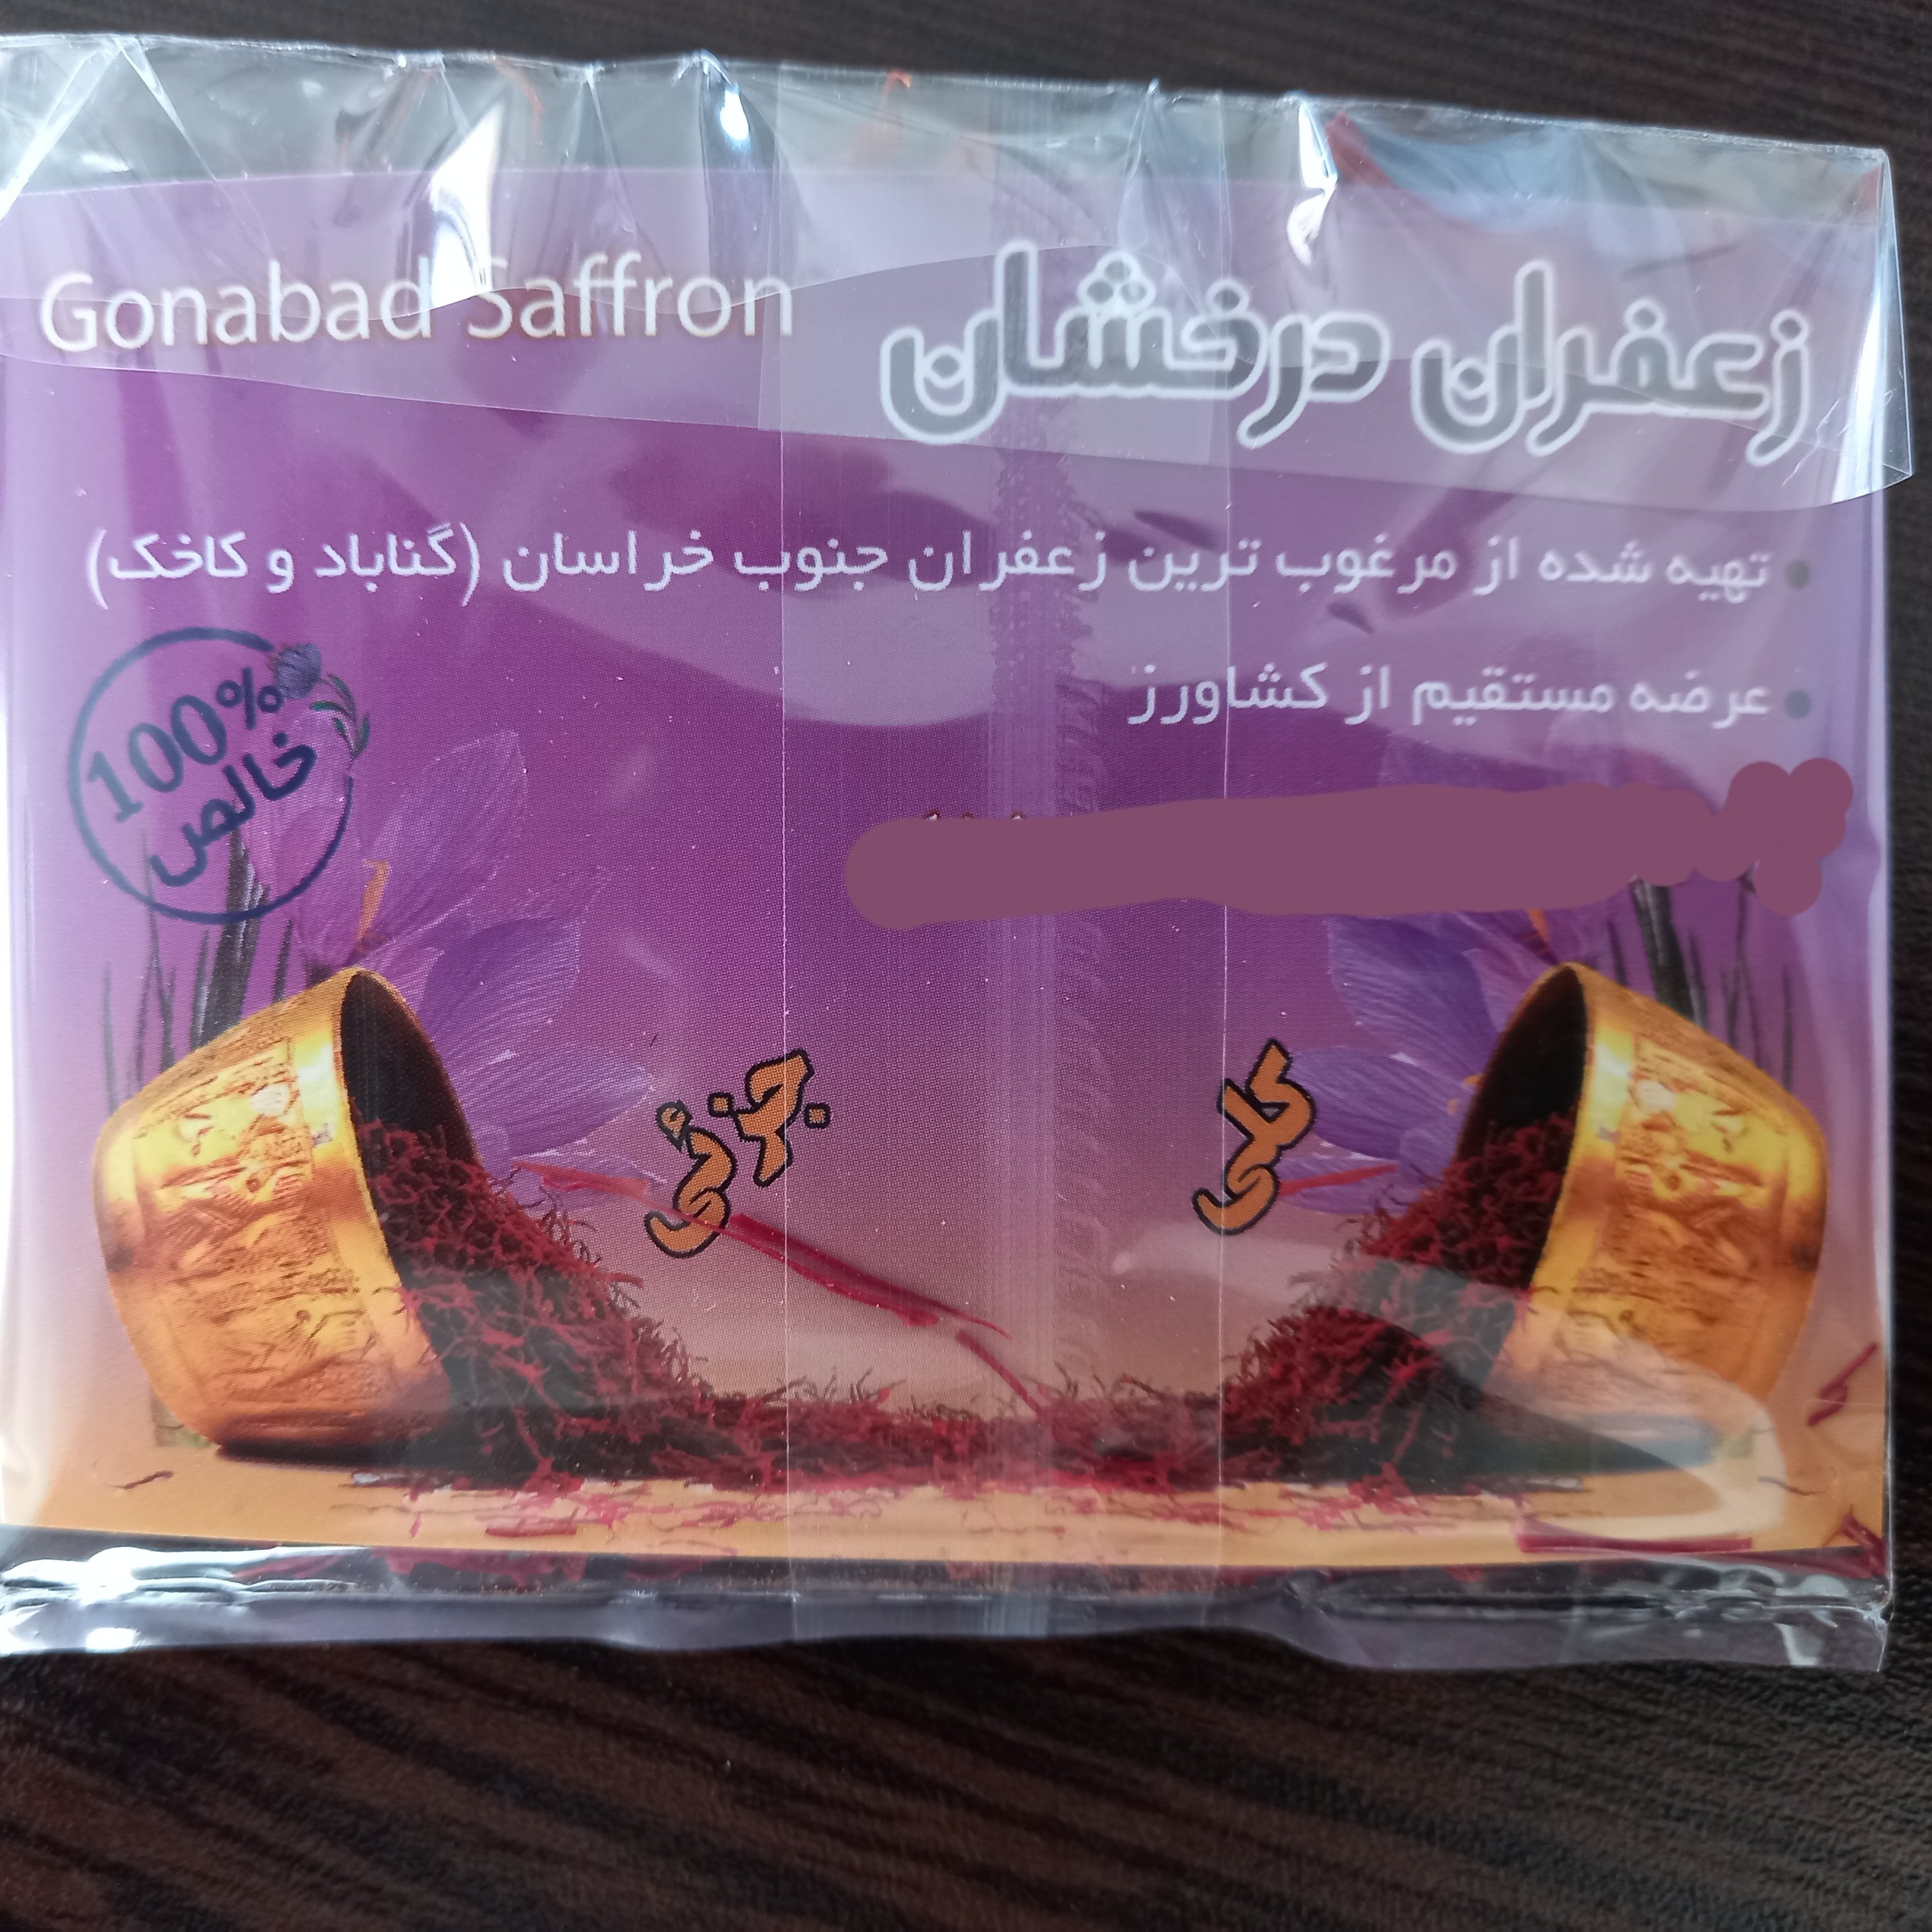 زعفران درخشان
Gonabad Saffron
• تهیه شده از مرغوب ترین زعفران جنوب خراسان (گناباد و کاخک)
• عرضه مستقیم از کشاورز
100%
خالص
کلی
جزئی